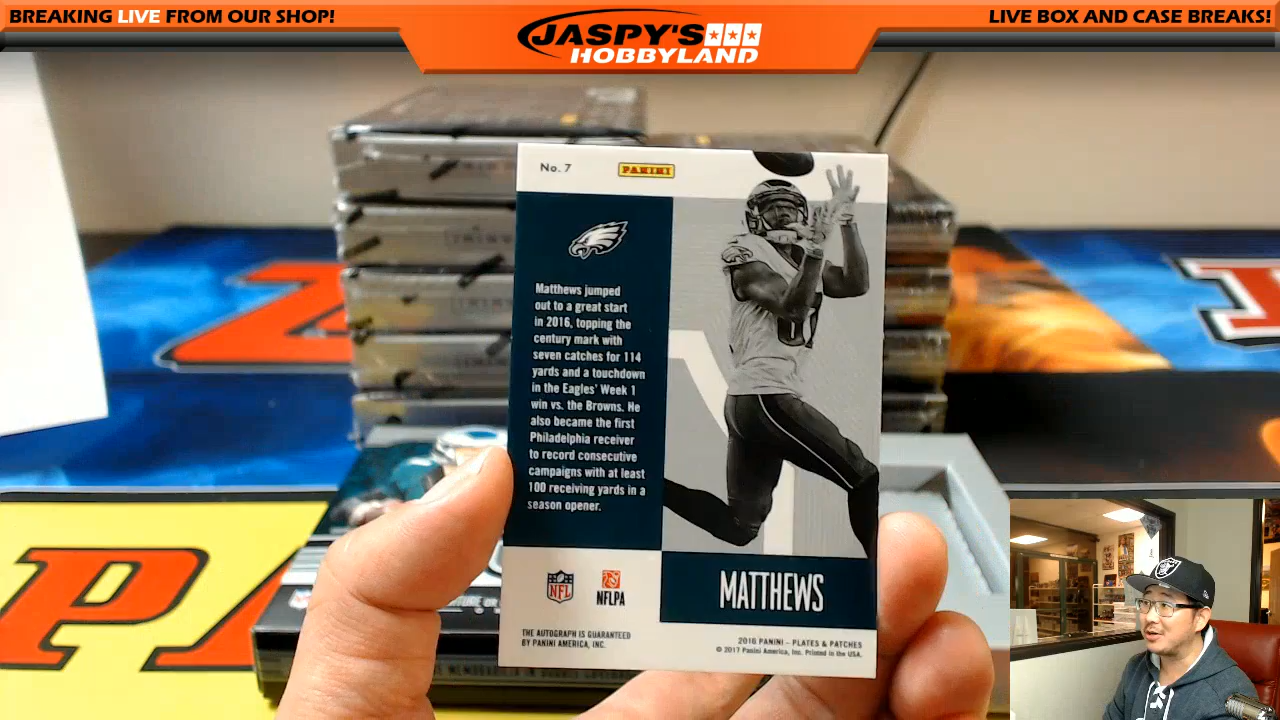 BREAKING LIVE FROM OUR SHOP!
JASPY'S
HOBBYLAND
LIVE BOX AND CASE BREAKS!
No. 7
PANINI
Matthews jumped
out to a great start
in 2016, topping the
century mark with
seven catches for 114
yards and a touchdown
in the Eagles' Week 1
win vs. the Browns. He
also became the first
Philadelphia receiver
to record consecutive
campaigns with at least
100 receiving yards in a
season opener.
NFL
NFLPA
MATTHEWS
THE AUTOGRAPH IS GUARANTEED
BY PANINI AMERICA, INC.
2016 PANINI – PLATES & PATCHES
© 2017 Panini America, Inc. Printed in the USA.
PA